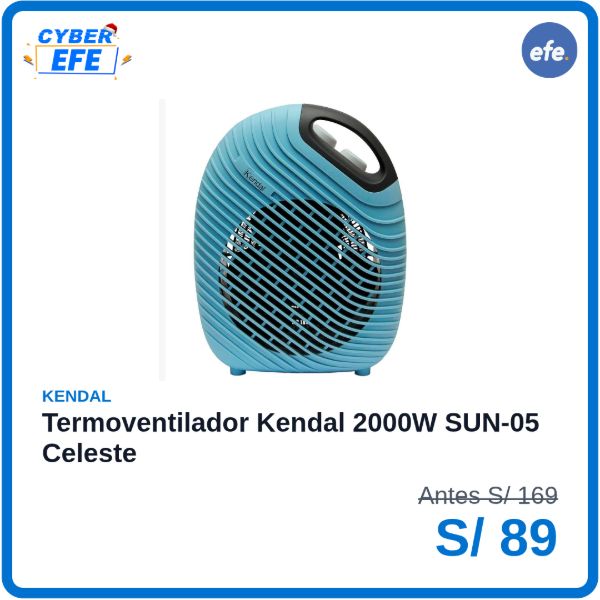 CYBER
EFE
efe.
Kendal
KENDAL
Termoventilador Kendal 2000W SUN-05
Celeste
Antes S/ 169
S/ 89